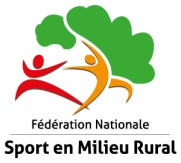 Fédération Nationale
Sport en Milieu Rural